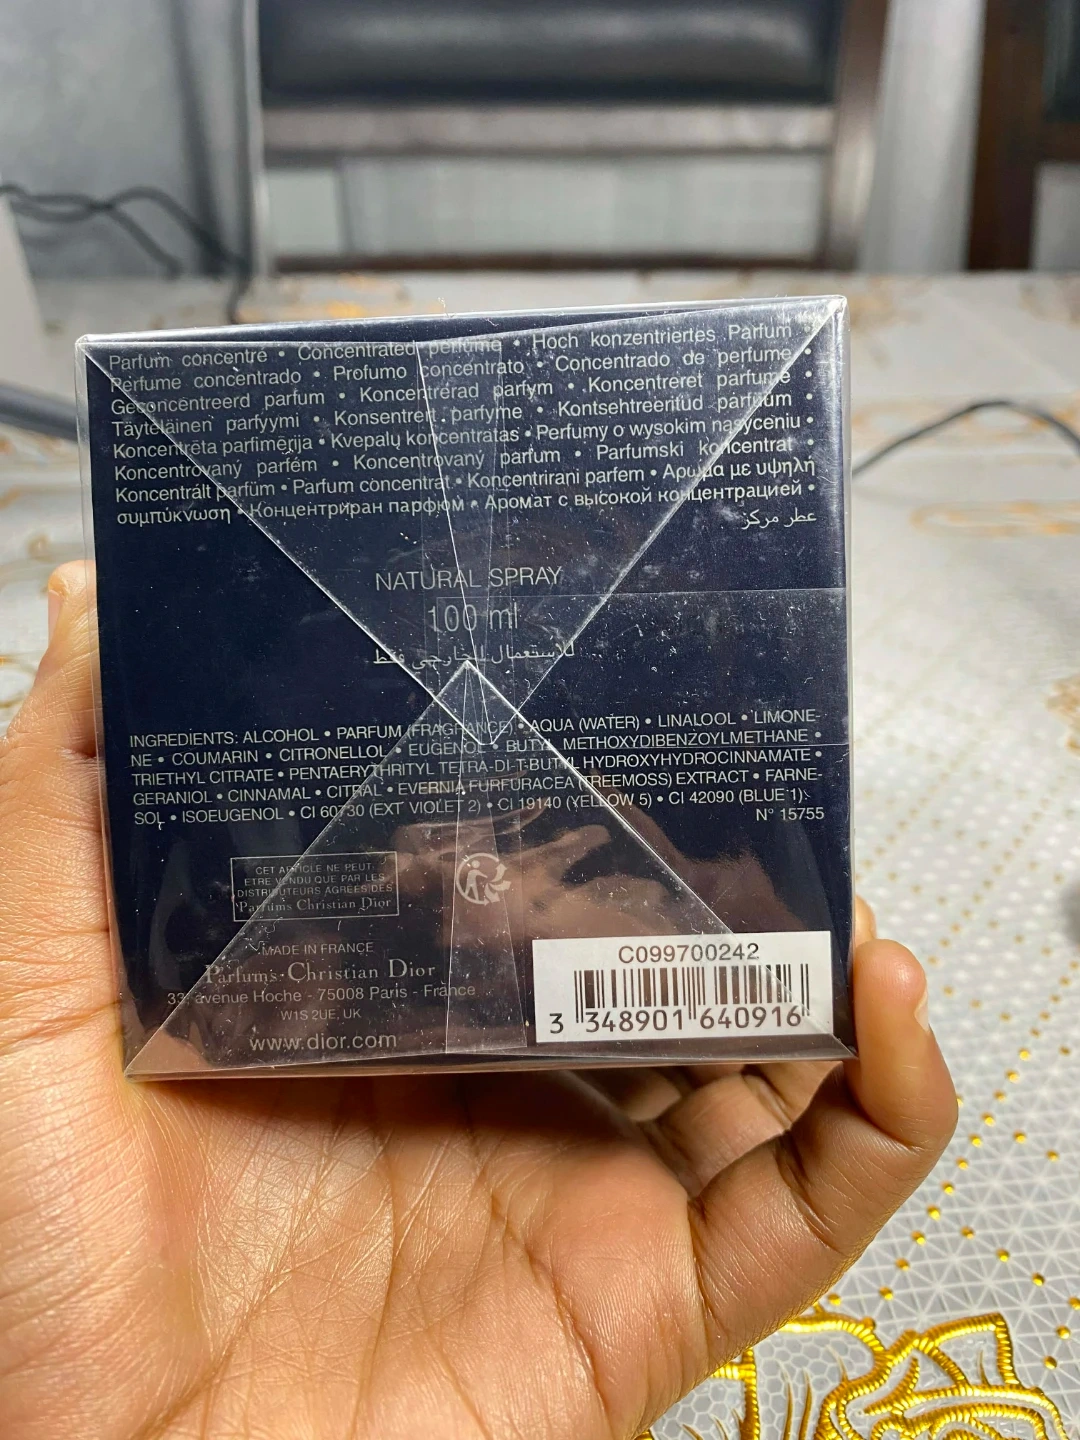 Parfum concentré • Concentrated perfume • Hoch konzentriertes Parfum •
Perfume concentrado • Profumo concentrato • Concentrado de perfume •
Geconcentreerd parfum • Koncentrerad parfym • Koncentreret parfume •
Täyteläinen parfyymi • Konsentrert parfyme • Kontsehtreeritud parfüüm •
Koncentrēta parfimērija • Kvepalų koncentratas • Perfumy o wysokim nasyceniu •
Koncentrovaný parfém • Koncentrovaný parfum • Parfumski koncentrat •
Koncentrált parfüm • Parfum concentrat • Koncentrirani parfem • Αρωμα με υψηλή
συμπύκνωση • Концентриран парфюм • Аромат с высокой концентрацией •
عطر مركز
NATURAL SPRAY
100 ml
للاستعمال الخارجي فقط
INGREDIENTS: ALCOHOL • PARFUM (FRAGRANCE) • AQUA (WATER) • LINALOOL • LIMONE-
NE • COUMARIN • CITRONELLOL • EUGENOL • BUTYL METHOXYDIBENZOYLMETHANE •
TRIETHYL CITRATE • PENTAERYTHRITYL TETRA-DI-T-BUTYL HYDROXYHYDROCINNAMATE •
GERANIOL • CINNAMAL • CITRAL • EVERNIA FURFURACEA (TREEMOSS) EXTRACT • FARNE-
SOL • ISOEUGENOL • CI 60730 (EXT VIOLET 2) • CI 19140 (YELLOW 5) • CI 42090 (BLUE 1).
N° 15755
CET ARTICLE NE PEUT
ETRE VENDU QUE PAR LES
DISTRIBUTEURS AGRÉÉS DES
Parfums Christian Dior
MADE IN FRANCE
Parfums Christian Dior
33, avenue Hoche - 75008 Paris - France
W1S 2UE, UK
www.dior.com
C099700242
3 348901 640916